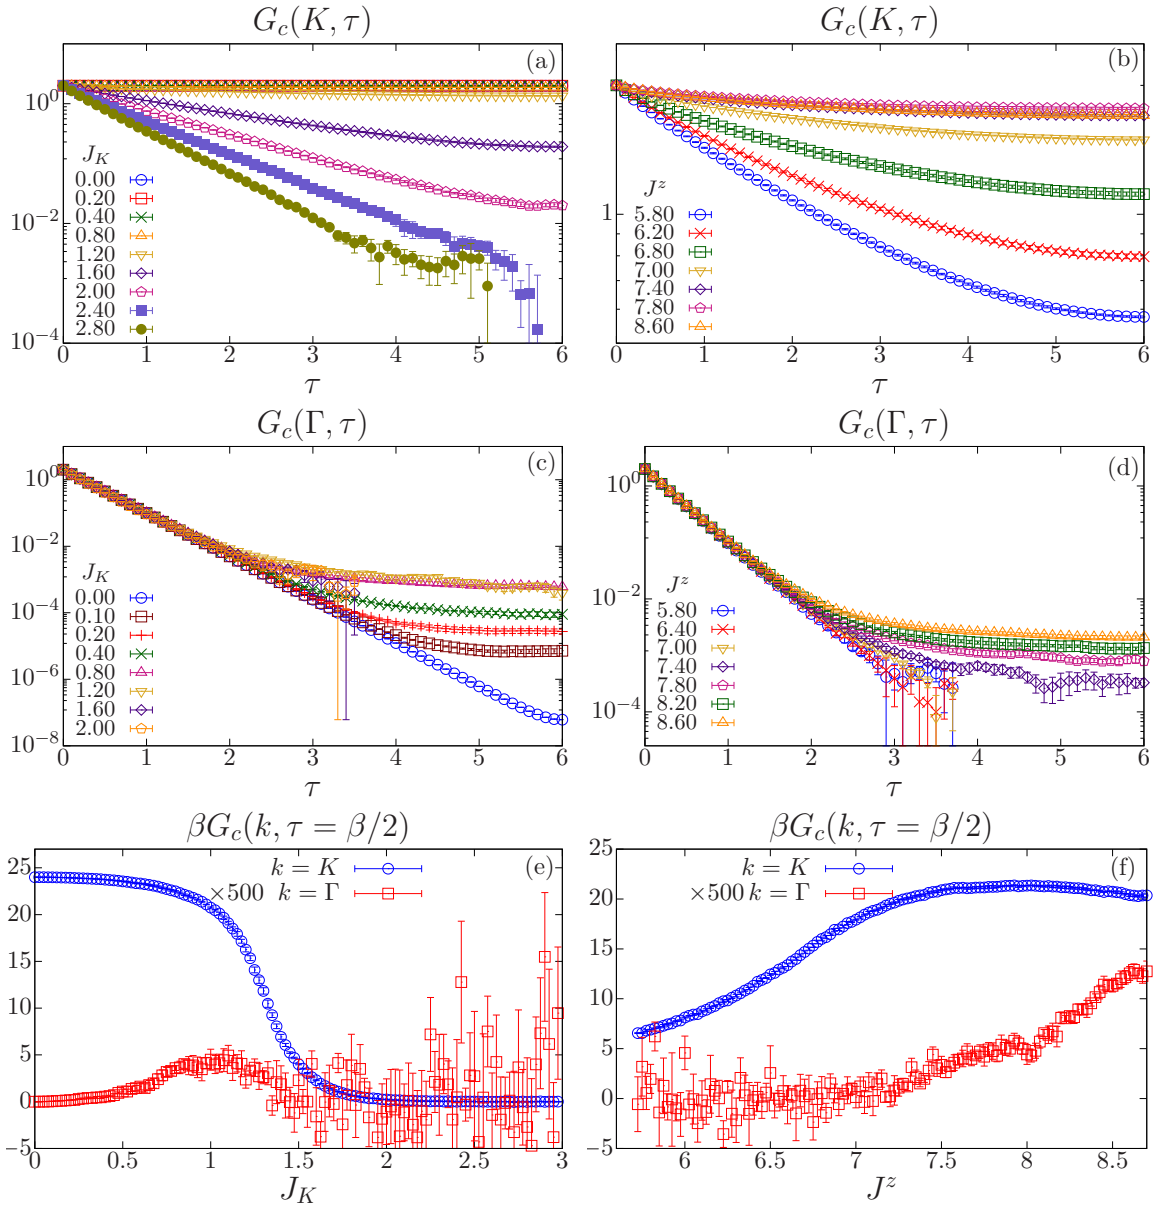 G_c(K, τ)
(a)
10^0
10^{-2}
10^{-4}
J_K
0.00
0.20
0.40
0.80
1.20
1.60
2.00
2.40
2.80
0 1 2 3 4 5 6
τ
G_c(K, τ)
(b)
1
J^z
5.80
6.20
6.80
7.00
7.40
7.80
8.60
0 1 2 3 4 5 6
τ
G_c(Γ, τ)
(c)
10^0
10^{-2}
10^{-4}
10^{-6}
10^{-8}
J_K
0.00
0.10
0.20
0.40
0.80
1.20
1.60
2.00
0 1 2 3 4 5 6
τ
G_c(Γ, τ)
(d)
10^0
10^{-2}
10^{-4}
J^z
5.80
6.40
7.00
7.40
7.80
8.20
8.60
0 1 2 3 4 5 6
τ
βG_c(k, τ = β/2)
(e)
k = K
×500 k = Γ
25
20
15
10
5
0
−5
0 0.5 1 1.5 2 2.5 3
J_K
βG_c(k, τ = β/2)
(f)
k = K
×500 k = Γ
25
20
15
10
5
0
−5
6 6.5 7 7.5 8 8.5
J^z